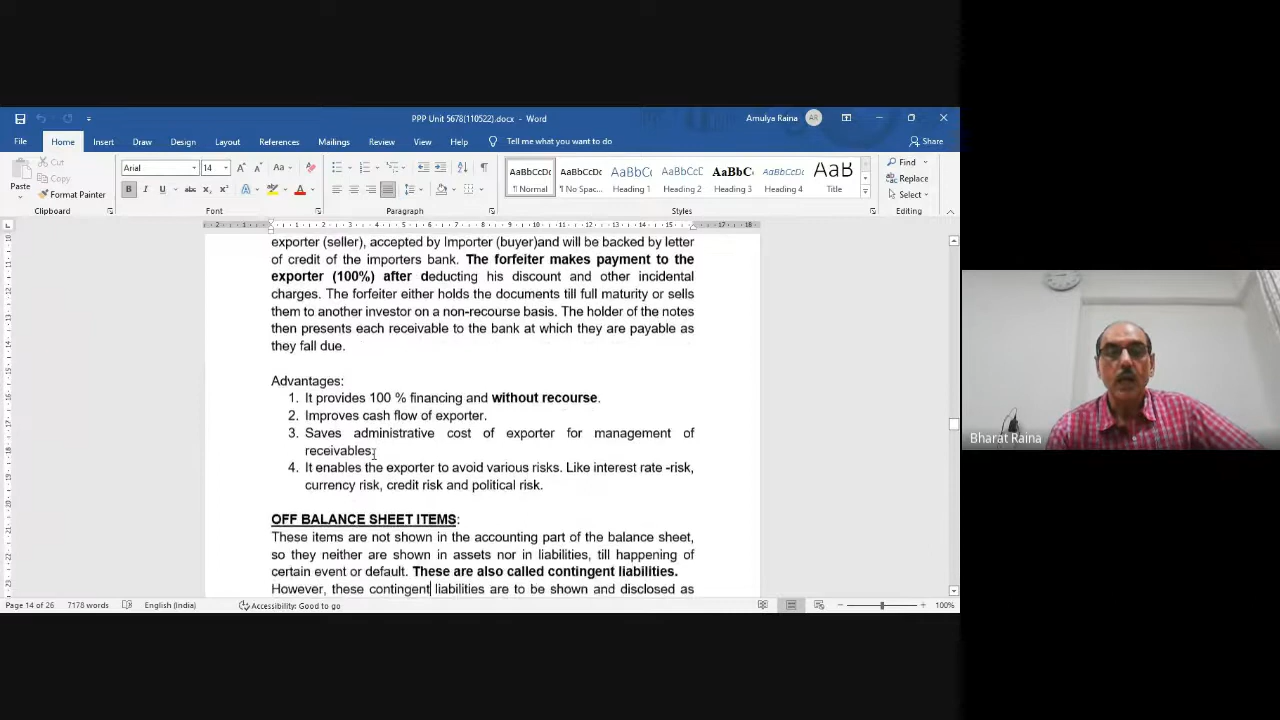 PPP Unit 5678(110522).docx - Word
Amulya Raina
AR
File
Home
Insert
Draw
Design
Layout
References
Mailings
Review
View
Help
Tell me what you want to do
Share
Paste
Cut
Copy
Format Painter
Clipboard
Arial
14
Font
Paragraph
AaBbCcDc
¶ Normal
AaBbCcDc
¶ No Spac...
AaBbCc
Heading 1
AaBbCcC
Heading 2
AaBbC
Heading 3
AaBbCcDc
Heading 4
AaB
Title
Styles
Find
Replace
Select
Editing
exporter (seller), accepted by Importer (buyer)and will be backed by letter
of credit of the importers bank. The forfeiter makes payment to the
exporter (100%) after deducting his discount and other incidental
charges. The forfeiter either holds the documents till full maturity or sells
them to another investor on a non-recourse basis. The holder of the notes
then presents each receivable to the bank at which they are payable as
they fall due.
Advantages:
1. It provides 100 % financing and without recourse.
2. Improves cash flow of exporter.
3. Saves administrative cost of exporter for management of
receivables.
4. It enables the exporter to avoid various risks. Like interest rate -risk,
currency risk, credit risk and political risk.
OFF BALANCE SHEET ITEMS:
These items are not shown in the accounting part of the balance sheet,
so they neither are shown in assets nor in liabilities, till happening of
certain event or default. These are also called contingent liabilities.
However, these contingent liabilities are to be shown and disclosed as
Page 14 of 26
7178 words
English (India)
Accessibility: Good to go
100%
Bharat Raina